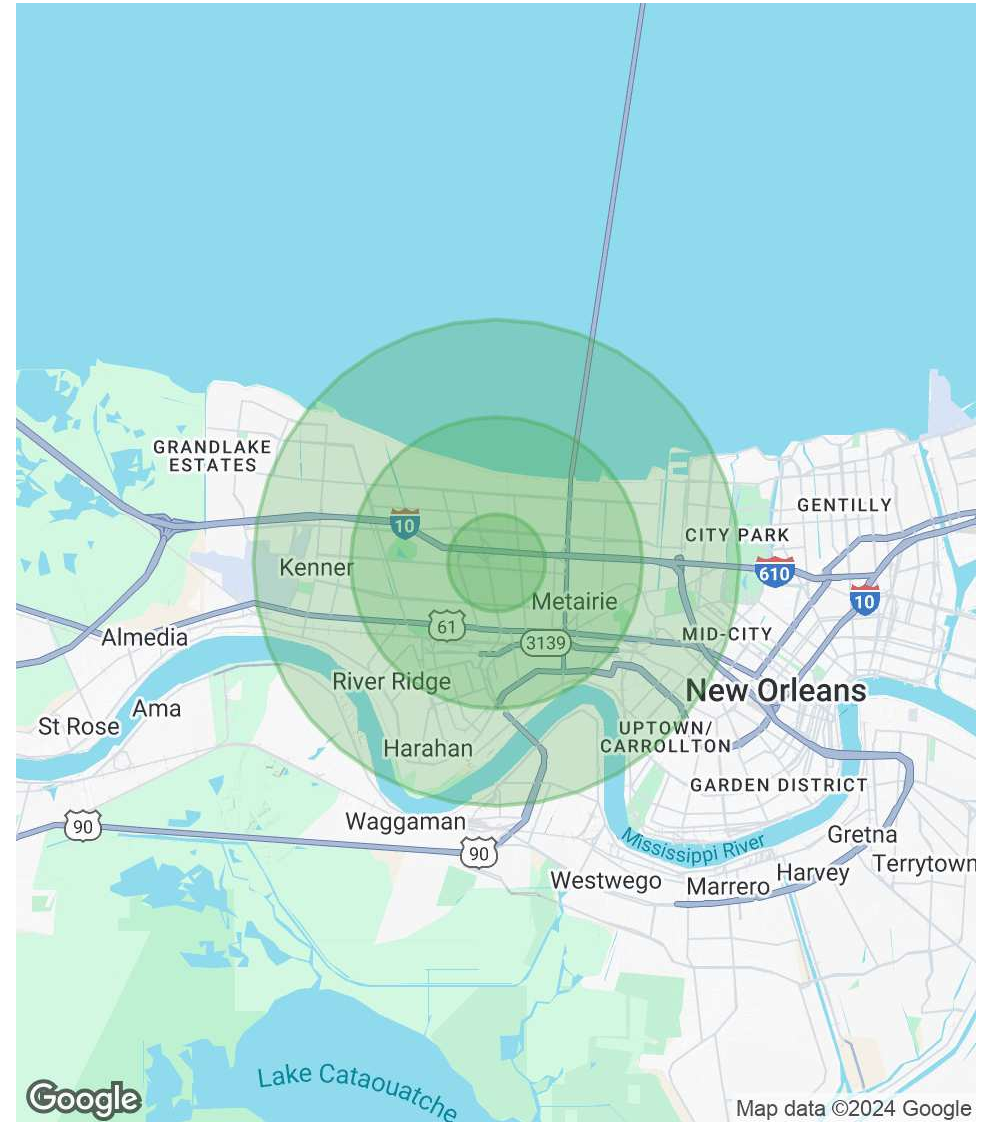 GRANDLAKE
ESTATES
GENTILLY
10
CITY PARK
610
Kenner
10
Metairie
61
MID-CITY
3139
Almedia
River Ridge
New Orleans
Ama
St Rose
UPTOWN/
CARROLLTON
Harahan
GARDEN DISTRICT
Waggaman
90
90
Mississippi River
Gretna
Terrytown
Harvey
Westwego
Marrero
Lake Cataouatche
Google
Map data ©2024 Google